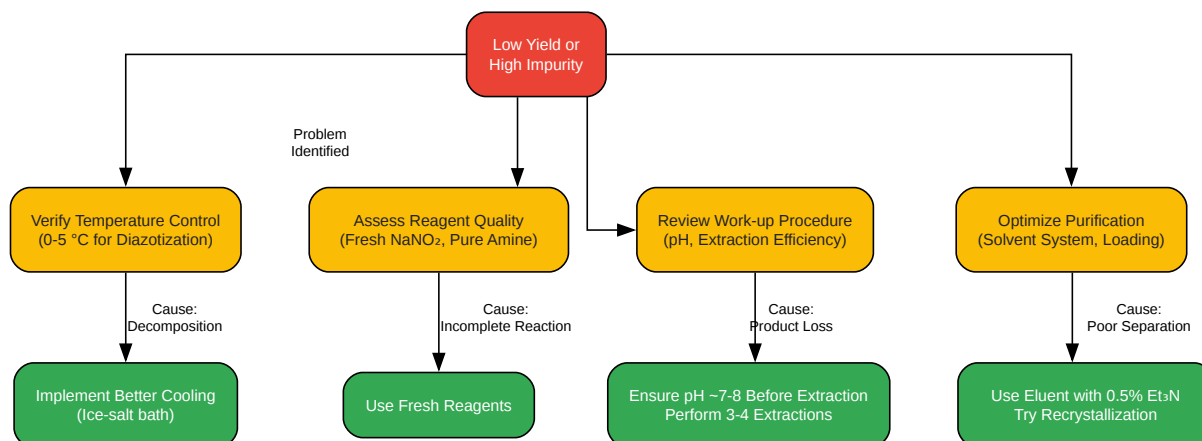 Low Yield or
High Impurity
Problem
Identified
Verify Temperature Control
(0-5 °C for Diazotization)
Assess Reagent Quality
(Fresh NaNO₂, Pure Amine)
Review Work-up Procedure
(pH, Extraction Efficiency)
Optimize Purification
(Solvent System, Loading)
Cause:
Decomposition
Cause:
Incomplete Reaction
Cause:
Product Loss
Cause:
Poor Separation
Implement Better Cooling
(Ice-salt bath)
Use Fresh Reagents
Ensure pH ~7-8 Before Extraction
Perform 3-4 Extractions
Use Eluent with 0.5% Et₃N
Try Recrystallization